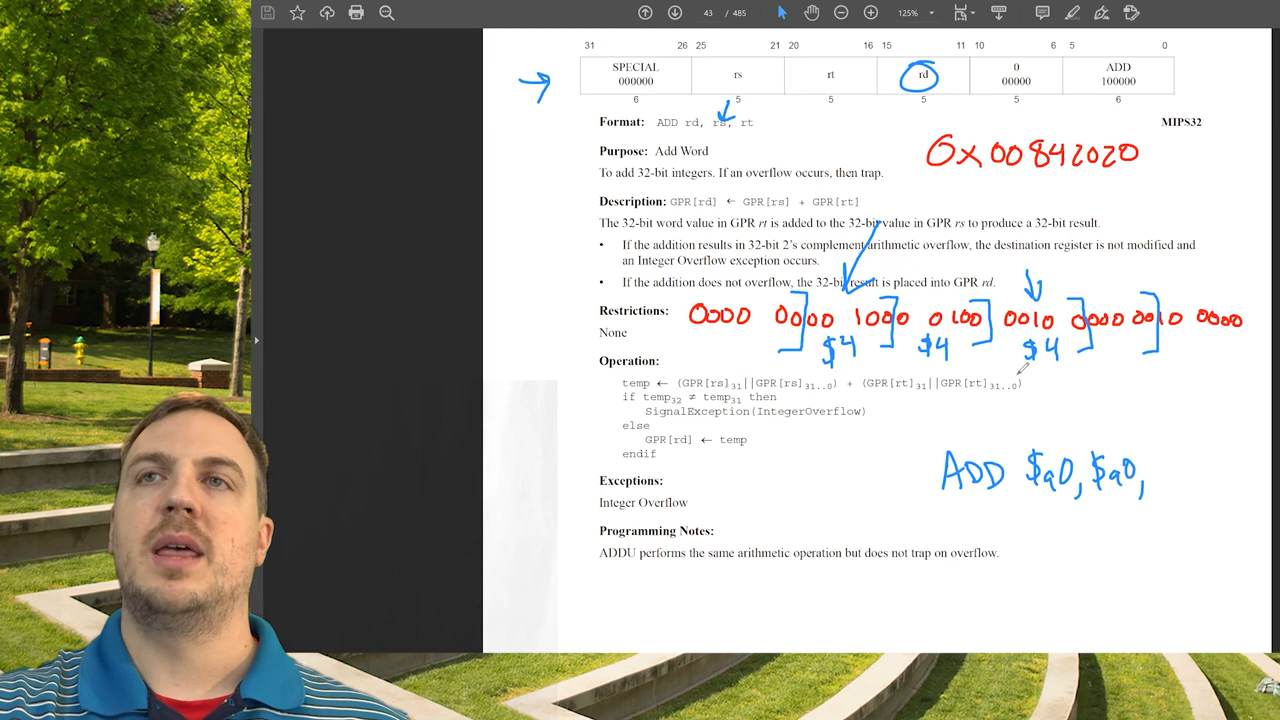 43 / 485 125%
31 26 25 21 20 16 15 11 10 6 5 0
SPECIAL rs rt rd 0 ADD
000000 00000 100000
6 5 5 5 5 6
Format: ADD rd, rs, rt MIPS32
Purpose: Add Word
0x00842020
To add 32-bit integers. If an overflow occurs, then trap.
Description: GPR[rd] ← GPR[rs] + GPR[rt]
The 32-bit word value in GPR rt is added to the 32-bit value in GPR rs to produce a 32-bit result.
• If the addition results in 32-bit 2’s complement arithmetic overflow, the destination register is not modified and
an Integer Overflow exception occurs.
• If the addition does not overflow, the 32-bit result is placed into GPR rd.
Restrictions:
0000 00]00 100]0 0100] 0010 0]000 00]10 0000
None
$4 $4 $4
Operation:
temp ← (GPR[rs]31||GPR[rs]31..0) + (GPR[rt]31||GPR[rt]31..0)
if temp32 ≠ temp31 then
SignalException(IntegerOverflow)
else
GPR[rd] ← temp
endif
ADD $a0, $a0,
Exceptions:
Integer Overflow
Programming Notes:
ADDU performs the same arithmetic operation but does not trap on overflow.